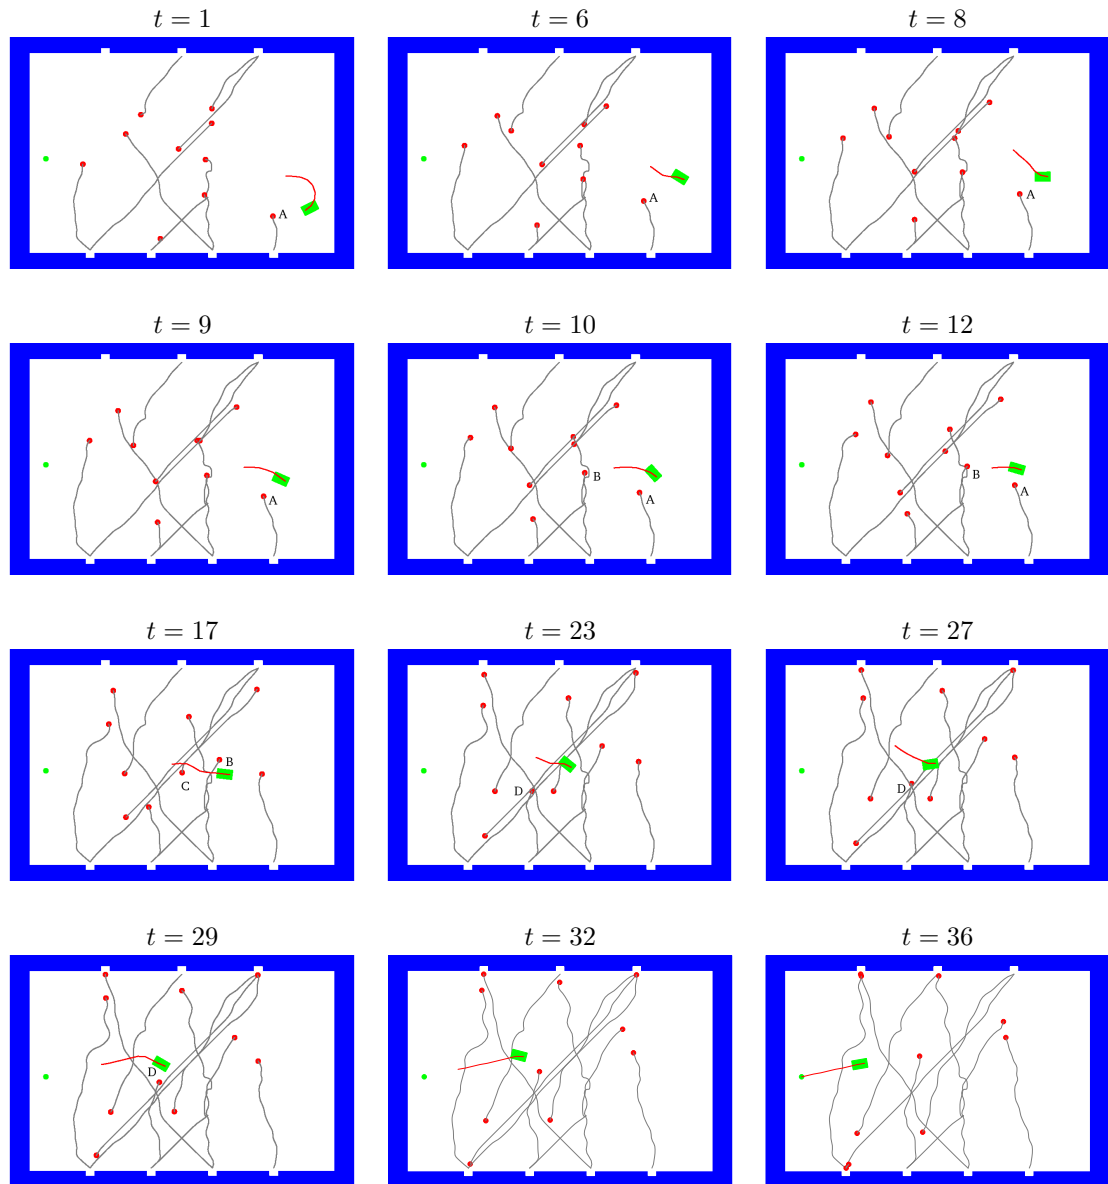 t = 1 t = 6 t = 8
A A A
t = 9 t = 10 t = 12
B B
A A A
t = 17 t = 23 t = 27
B
C D D
t = 29 t = 32 t = 36
D